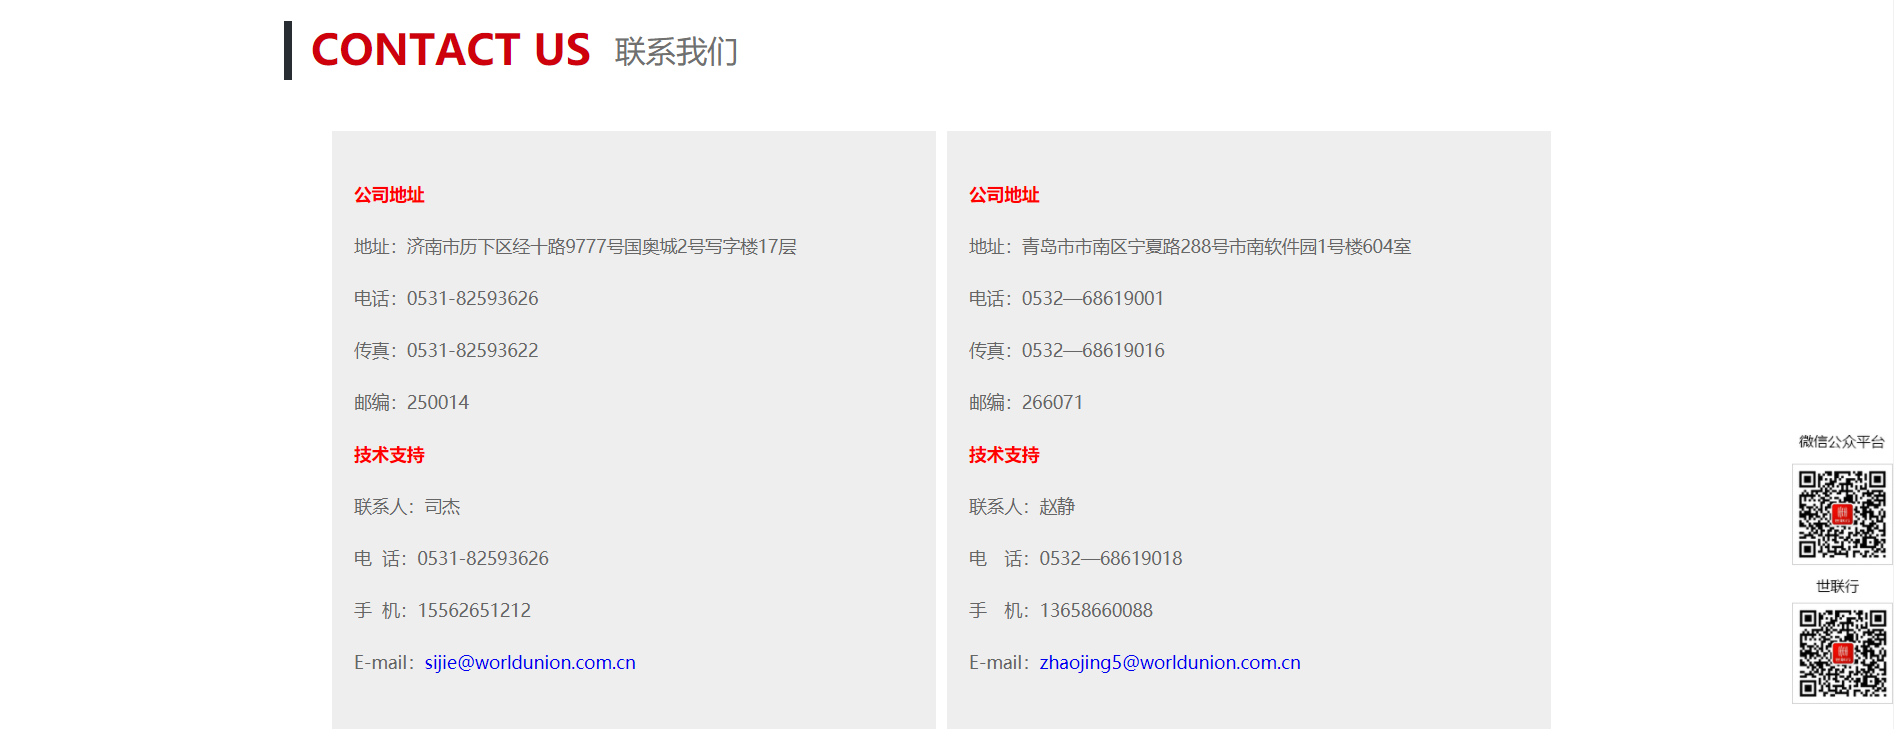 CONTACT US 联系我们
公司地址
地址：济南市历下区经十路9777号国奥城2号写字楼17层
电话：0531-82593626
传真：0531-82593622
邮编：250014
技术支持
联系人：司杰
电 话：0531-82593626
手 机：15562651212
E-mail：sijie@worldunion.com.cn
公司地址
地址：青岛市市南区宁夏路288号市南软件园1号楼604室
电话：0532—68619001
传真：0532—68619016
邮编：266071
技术支持
联系人：赵静
电 话：0532—68619018
手 机：13658660088
E-mail：zhaojing5@worldunion.com.cn
微信公众平台
世联行